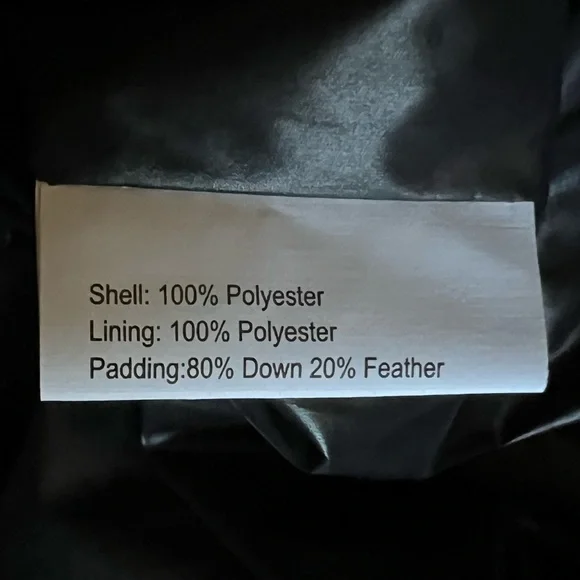 Shell: 100% Polyester
Lining: 100% Polyester
Padding:80% Down 20% Feather